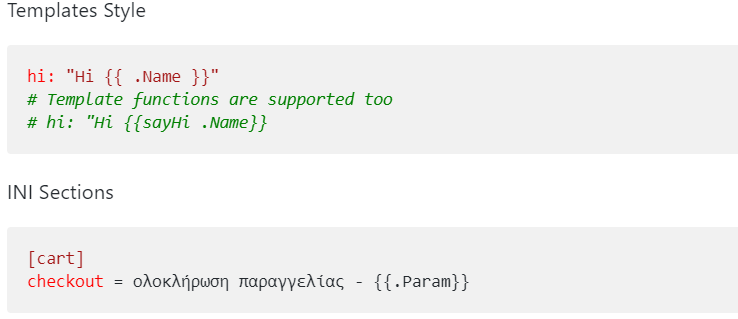 Templates Style
hi: "Hi {{ .Name }}"
# Template functions are supported too
# hi: "Hi {{sayHi .Name}}
INI Sections
[cart]
checkout = ολοκλήρωση παραγγελίας - {{.Param}}